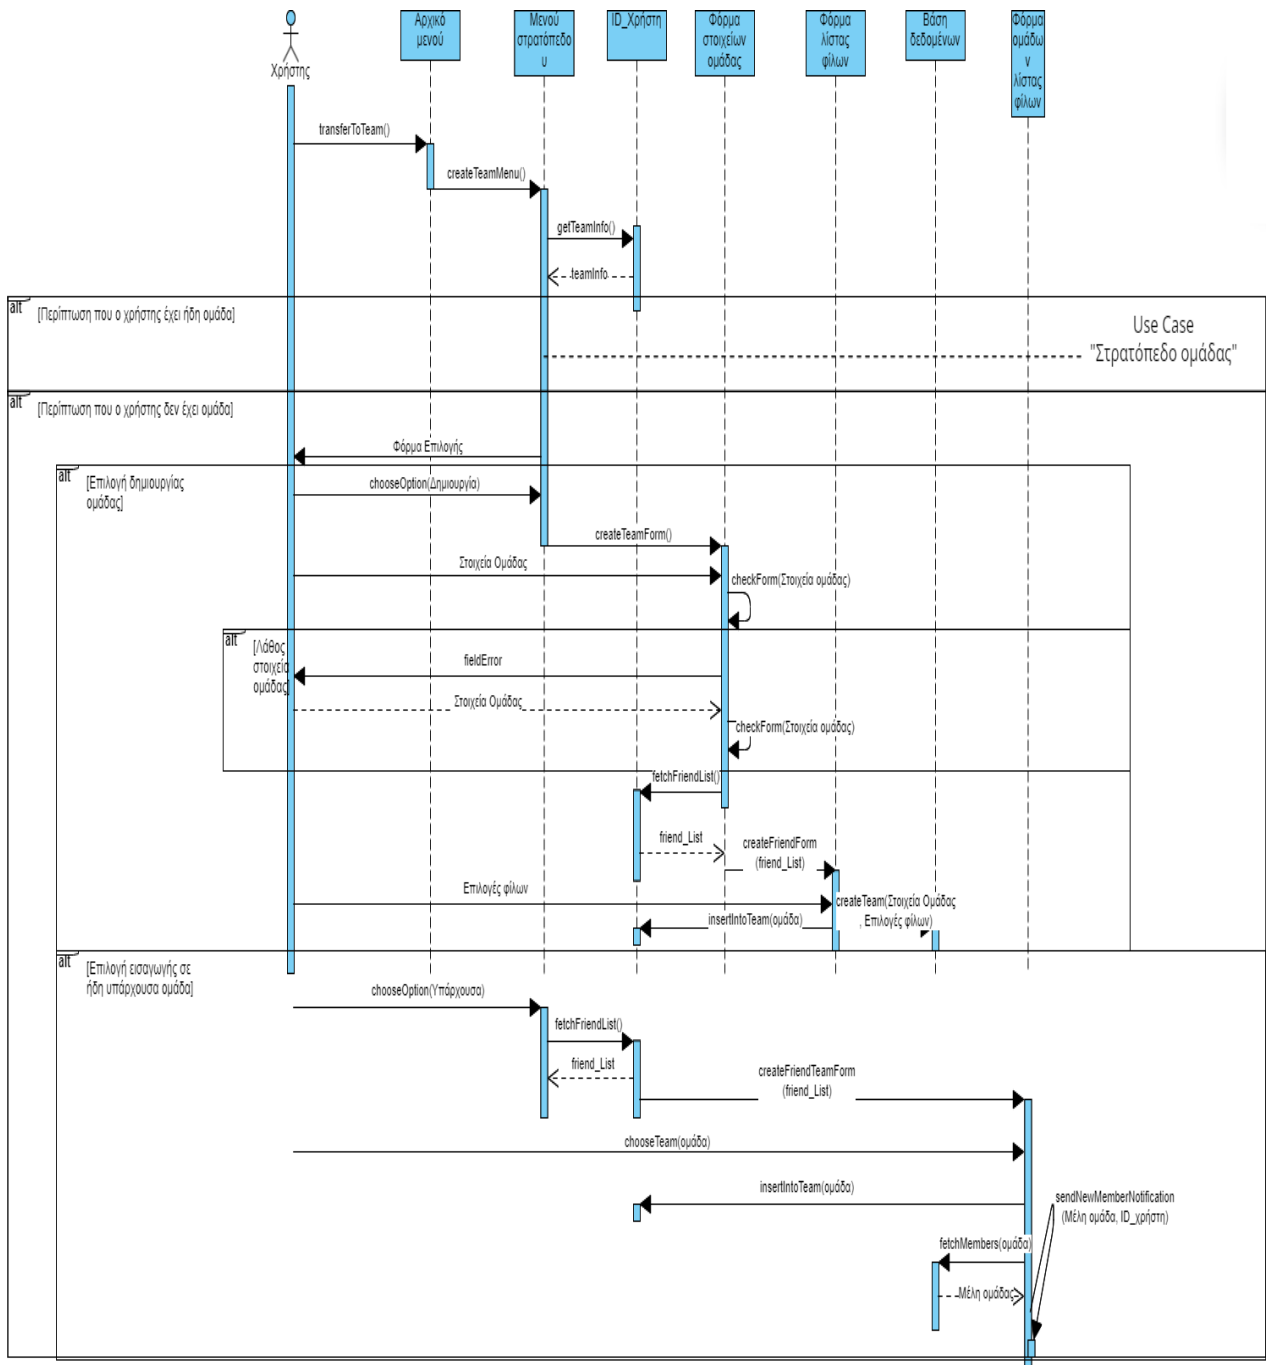 Χρήστης
Αρχικό
μενού
Μενού
στρατόπεδο
υ
ID_Χρήστη
Φόρμα
στοιχείων
ομάδας
Φόρμα
λίστας
φίλων
Βάση
δεδομένων
Φόρμα
ομάδω
ν
λίστας
φίλων
transferToTeam()
createTeamMenu()
getTeamInfo()
teamInfo
alt
[Περίπτωση που ο χρήστης έχει ήδη ομάδα]
Use Case
"Στρατόπεδο ομάδας"
alt
[Περίπτωση που ο χρήστης δεν έχει ομάδα]
Φόρμα Επιλογής
alt
[Επιλογή δημιουργίας
ομάδας]
chooseOption(Δημιουργία)
createTeamForm()
Στοιχεία Ομάδας
checkForm(Στοιχεία ομάδας)
alt
[Λάθος
στοιχεία
ομάδας]
fieldError
Στοιχεία Ομάδας
checkForm(Στοιχεία ομάδας)
fetchFriendList()
friend_List
createFriendForm
(friend_List)
Επιλογές φίλων
createTeam(Στοιχεία Ομάδας
, Επιλογές φίλων)
insertIntoTeam(ομάδα)
alt
[Επιλογή εισαγωγής σε
ήδη υπάρχουσα ομάδα]
chooseOption(Υπάρχουσα)
fetchFriendList()
friend_List
createFriendTeamForm
(friend_List)
chooseTeam(ομάδα)
insertIntoTeam(ομάδα)
sendNewMemberNotification
(Μέλη ομάδα, ID_χρήστη)
fetchMembers(ομάδα)
Μέλη ομάδας